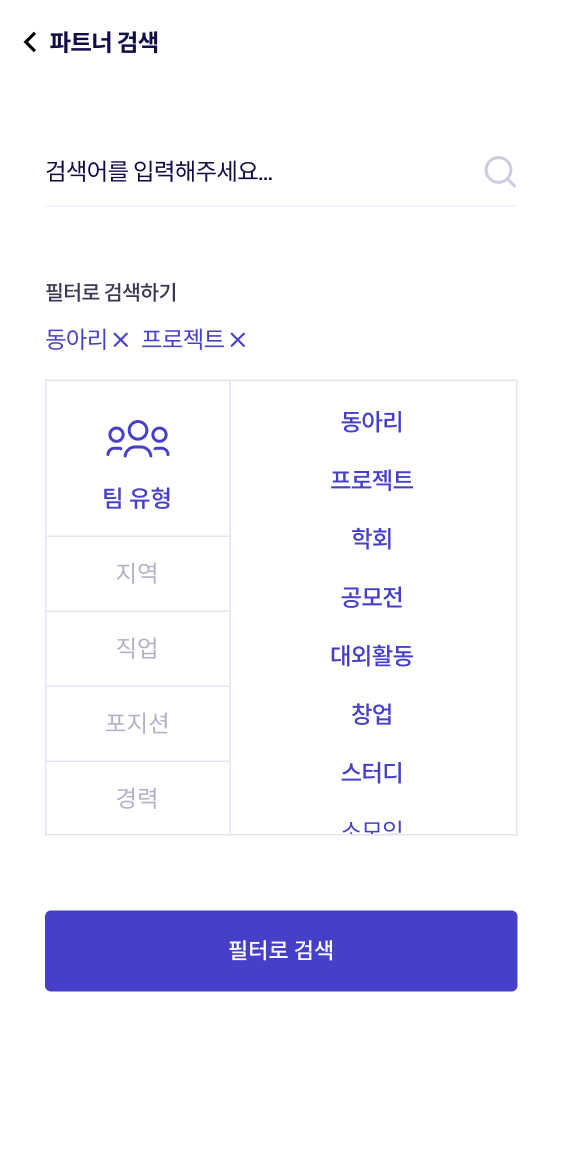 파트너 검색
검색어를 입력해주세요...
필터로 검색하기
동아리 × 프로젝트 ×
팀 유형
지역
직업
포지션
경력
동아리
프로젝트
학회
공모전
대외활동
창업
스터디
필터로 검색